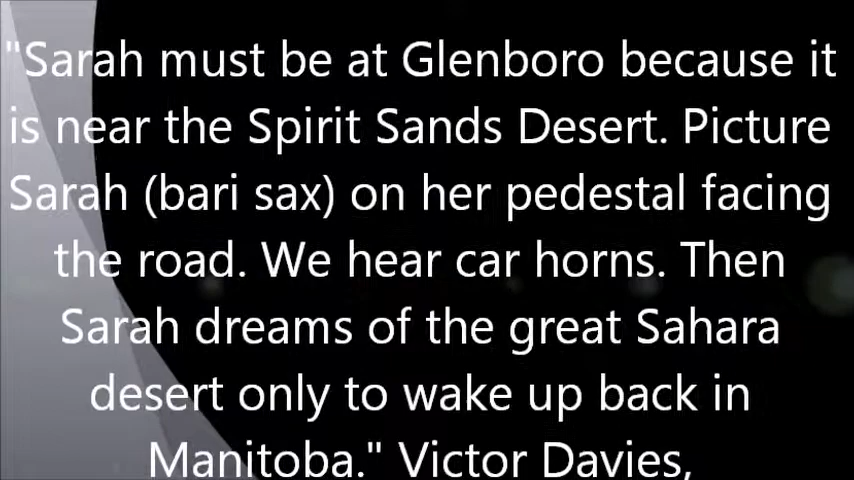 "Sarah must be at Glenboro because it
is near the Spirit Sands Desert. Picture
Sarah (bari sax) on her pedestal facing
the road. We hear car horns. Then
Sarah dreams of the great Sahara
desert only to wake up back in
Manitoba." Victor Davies,